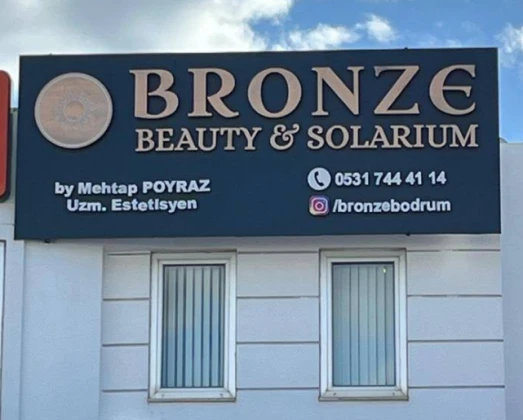 BRONZE
BEAUTY & SOLARIUM
by Mehtap POYRAZ
Uzm. Estetisyen
0531 744 41 14
/bronzebodrum